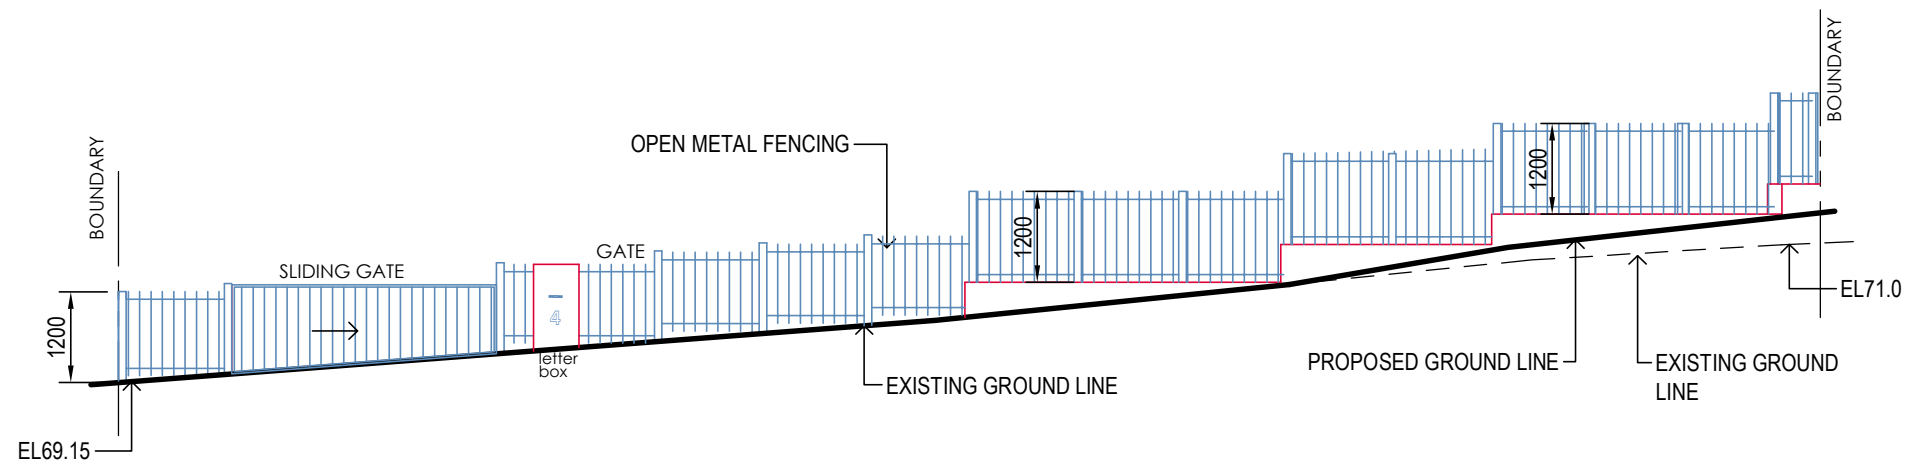 BOUNDARY
BOUNDARY
OPEN METAL FENCING
1200
GATE
1200
SLIDING GATE
EL71.0
4
1200
letter
box
PROPOSED GROUND LINE
EXISTING GROUND
LINE
EXISTING GROUND LINE
EL69.15